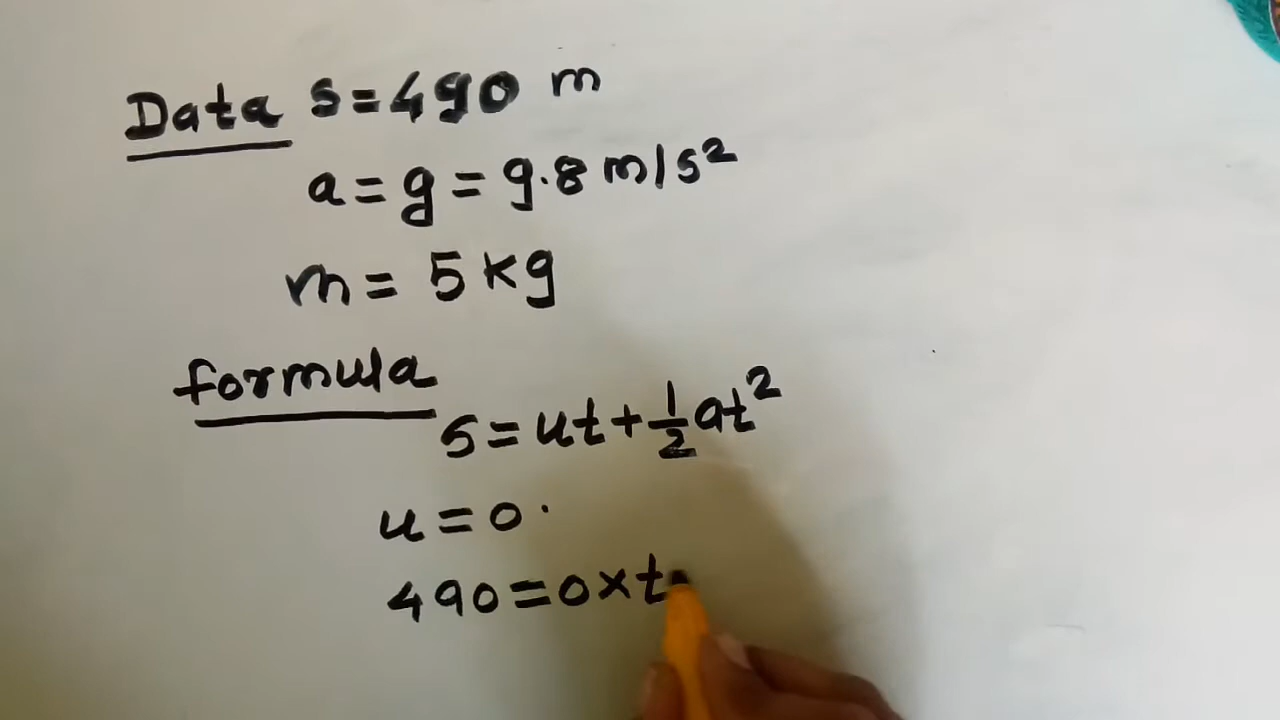 Data s=490 m
a=g=9.8 m/s²
m= 5 kg
formula
s=ut+½at²
u=0.
490=0×t